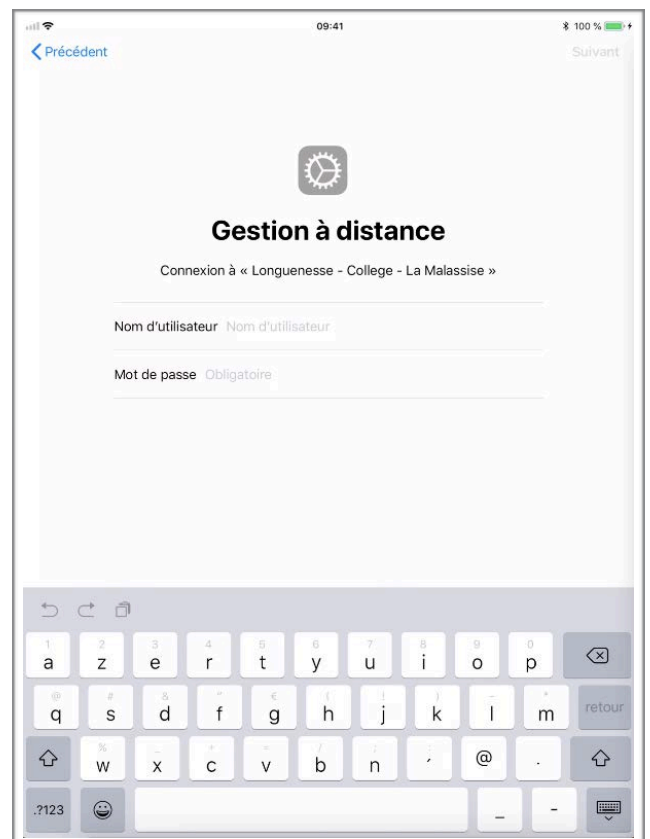 09:41
100 %
Précédent
Suivant
Gestion à distance
Connexion à « Longuenesse - College - La Malassise »
Nom d'utilisateur Nom d'utilisateur
Mot de passe Obligatoire
1 2 3 4 5 6 7 8 9 0
a z e r t y u i o p
@ # & " € ( ! ) - *
q s d f g h j k l m retour
% _ + = / ; :
w x c v b n ´ @ .
.?123 _ -